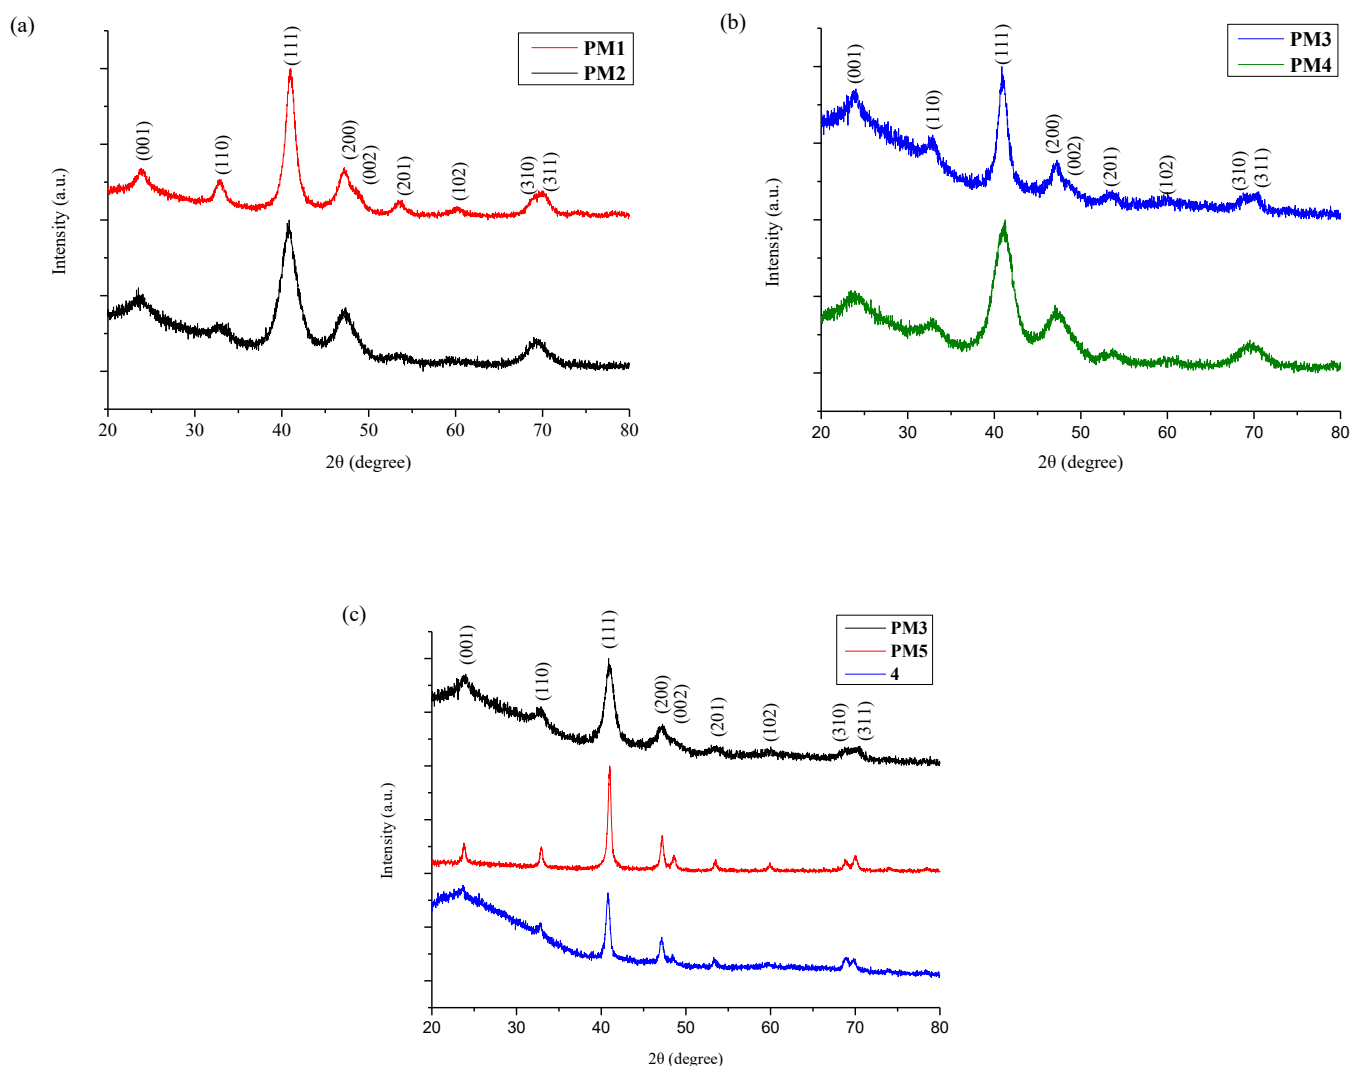 (a)
PM1
PM2
(001)
(110)
(111)
(200)
(002)
(201)
(102)
(310)
(311)
Intensity (a.u.)
20 30 40 50 60 70 80
2θ (degree)
(b)
PM3
PM4
(001)
(110)
(111)
(200)
(002)
(201)
(102)
(310)
(311)
Intensity (a.u.)
20 30 40 50 60 70 80
2θ (degree)
(c)
PM3
PM5
4
(001)
(110)
(111)
(200)
(002)
(201)
(102)
(310)
(311)
Intensity (a.u.)
20 30 40 50 60 70 80
2θ (degree)